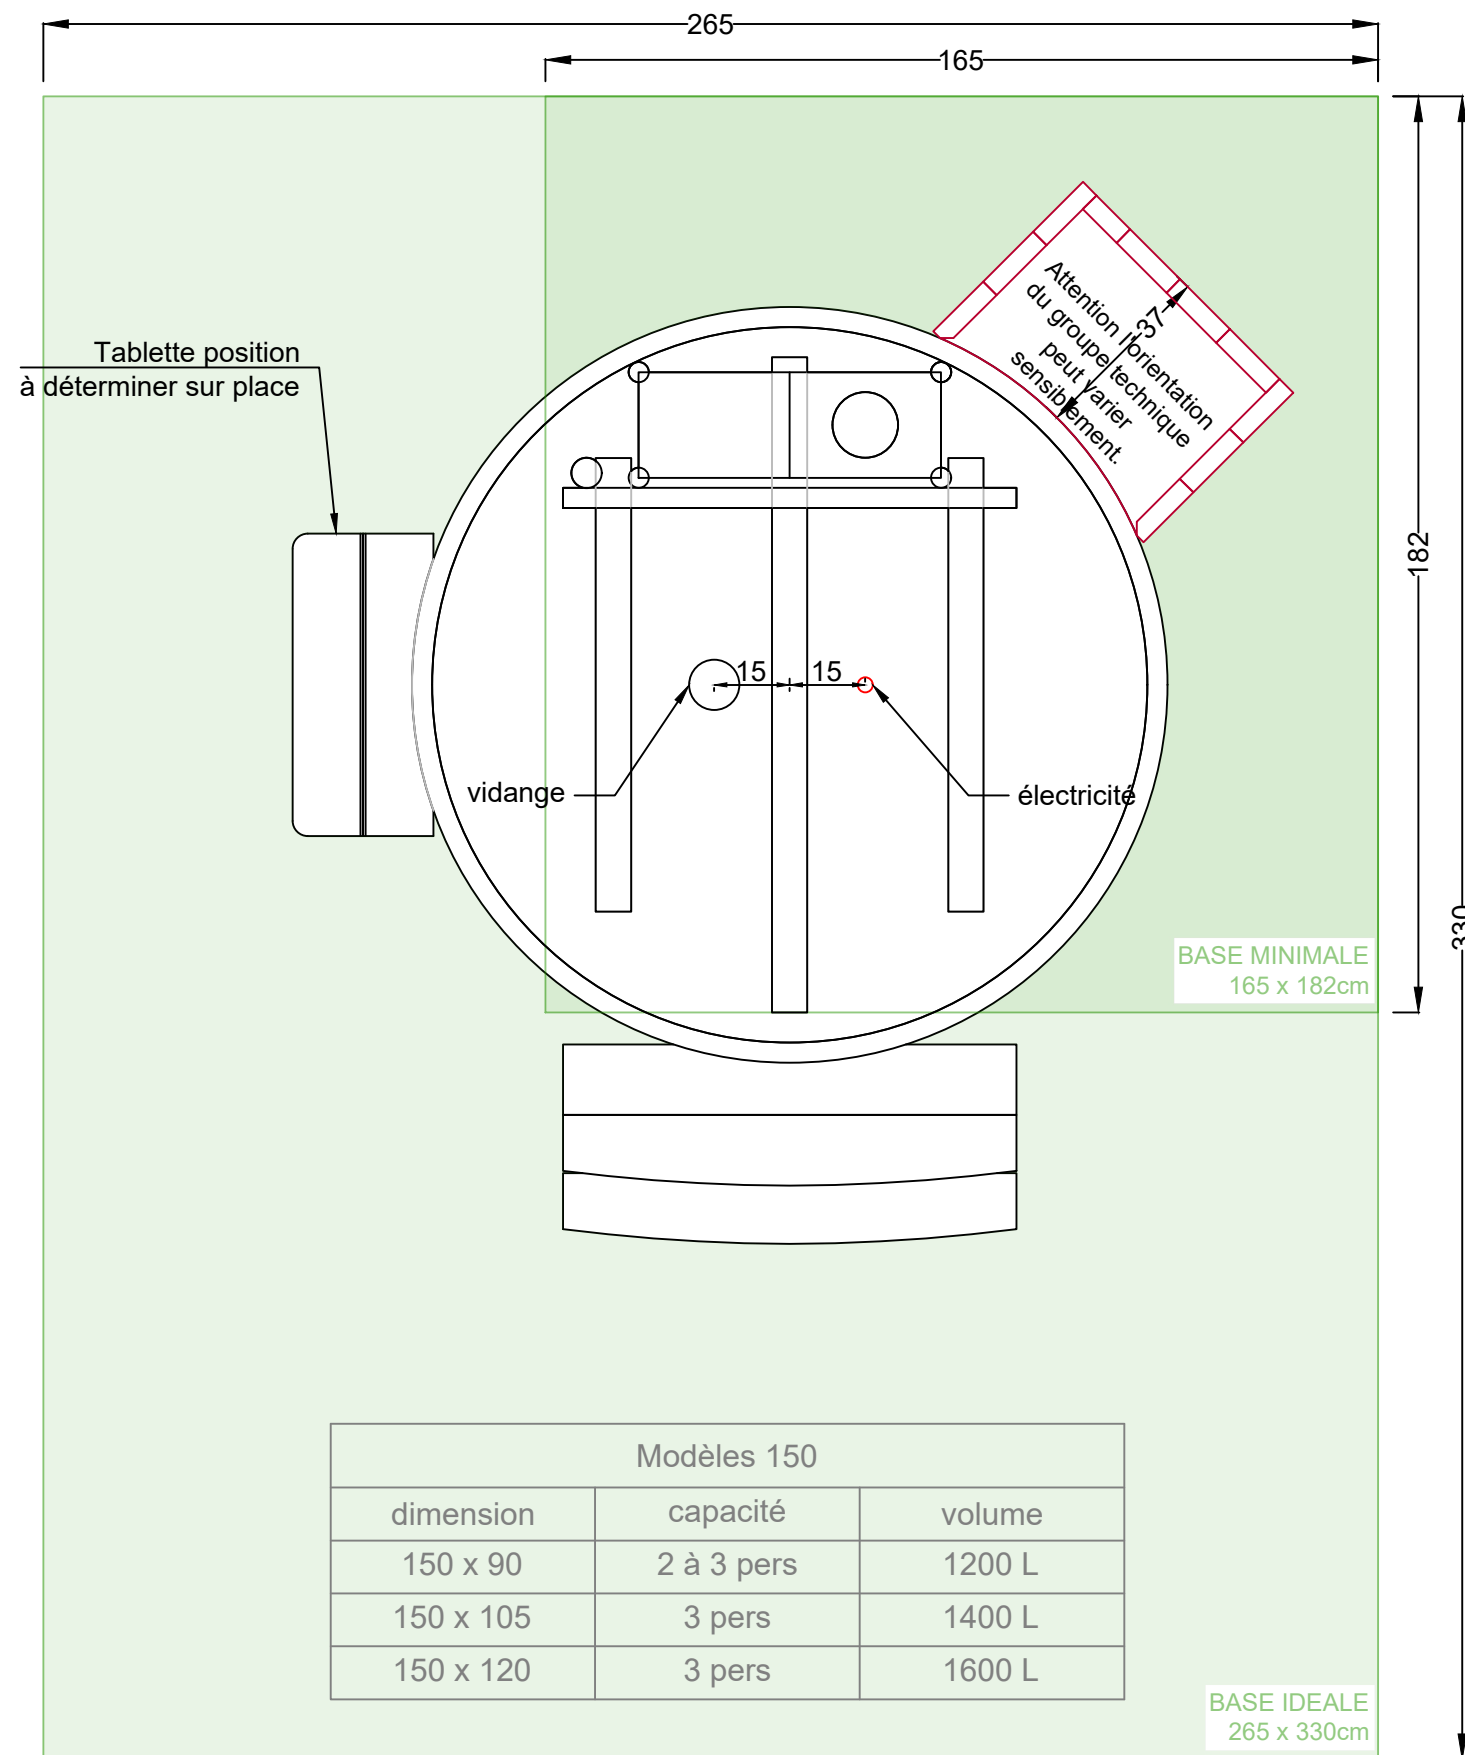 265
165
Attention l'orientation
du groupe technique
peut varier
sensiblement.
37
Tablette position
à déterminer sur place
182
15
15
vidange
électricité
330
BASE MINIMALE
165 x 182cm
Modèles 150
dimension capacité volume
150 x 90 2 à 3 pers 1200 L
150 x 105 3 pers 1400 L
150 x 120 3 pers 1600 L
BASE IDEALE
265 x 330cm